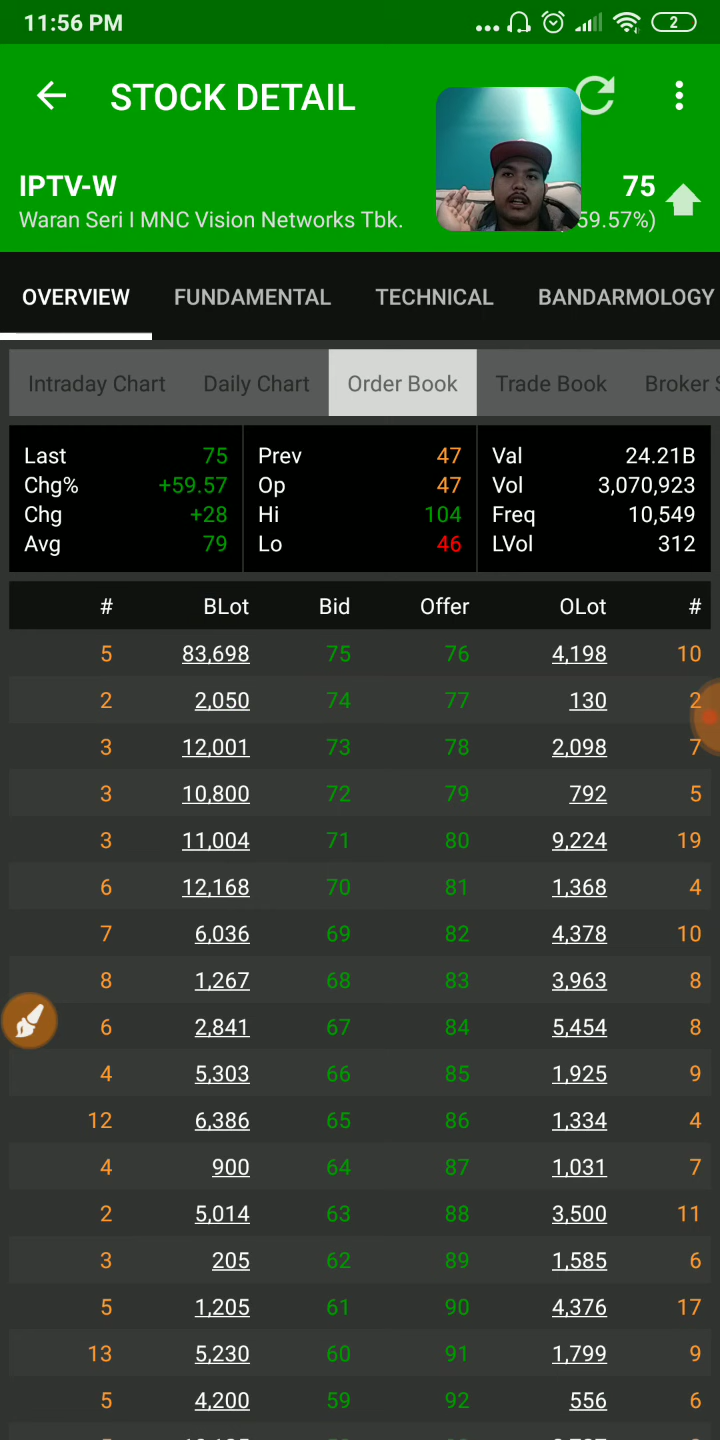 11:56 PM
2
STOCK DETAIL
IPTV-W
75
Waran Seri I MNC Vision Networks Tbk.
59.57%)
OVERVIEW FUNDAMENTAL TECHNICAL BANDARMOLOGY
Intraday Chart Daily Chart Order Book Trade Book Broker S
Last 75 Prev 47 Val 24.21B
Chg% +59.57 Op 47 Vol 3,070,923
Chg +28 Hi 104 Freq 10,549
Avg 79 Lo 46 LVol 312
# BLot Bid Offer OLot #
5 83,698 75 76 4,198 10
2 2,050 74 77 130 2
3 12,001 73 78 2,098 7
3 10,800 72 79 792 5
3 11,004 71 80 9,224 19
6 12,168 70 81 1,368 4
7 6,036 69 82 4,378 10
8 1,267 68 83 3,963 8
6 2,841 67 84 5,454 8
4 5,303 66 85 1,925 9
12 6,386 65 86 1,334 4
4 900 64 87 1,031 7
2 5,014 63 88 3,500 11
3 205 62 89 1,585 6
5 1,205 61 90 4,376 17
13 5,230 60 91 1,799 9
5 4,200 59 92 556 6